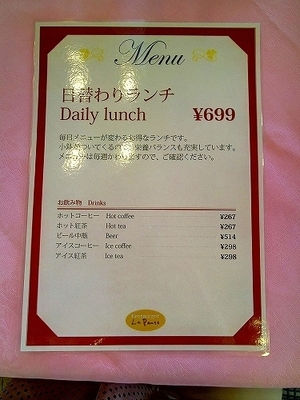 Menu
日替わりランチ
Daily lunch ¥699
毎日メニューが変わるお得なランチです。
小鉢がついてくるので、栄養バランスも充実しています。
メニューは毎週かわりますので、ご確認ください。
お飲み物 Drinks
ホットコーヒー Hot coffee ¥267
ホット紅茶 Hot tea ¥267
ビール中瓶 Beer ¥514
アイスコーヒー Ice coffee ¥298
アイス紅茶 Ice tea ¥298
La Pause